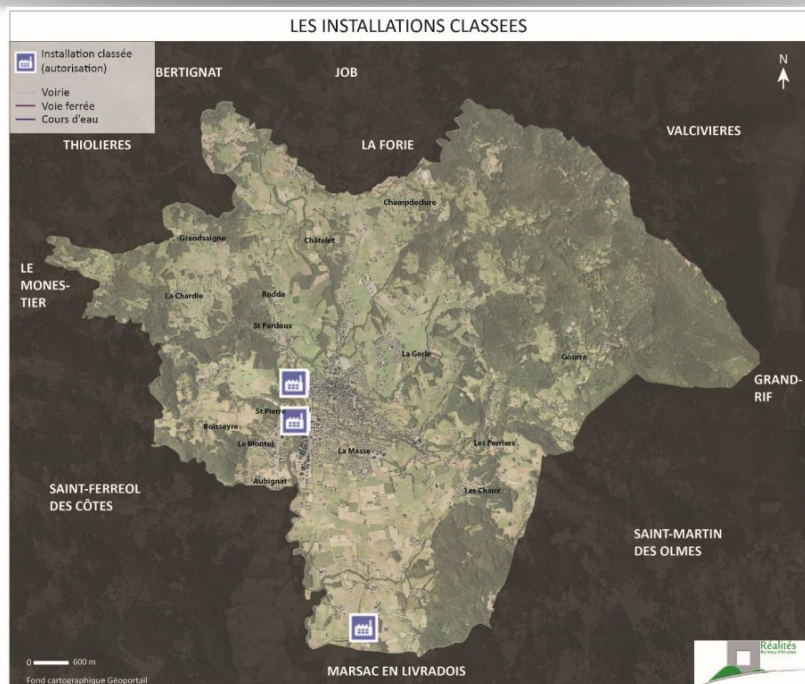 LES INSTALLATIONS CLASSEES
Installation classée
(autorisation)
Voirie
Voie ferrée
Cours d'eau
BERTIGNAT
JOB
N
THIOLIERES
LA FORIE
VALCIVIERES
Champdeclure
Grandsaigne
Châtelet
LE
MONES-
TIER
La Chardie
Rodde
St Pardoux
La Gerle
Gourre
GRAND-
RIF
St Pierre
Boisseyre
Le Montel
La Masse
Les Perriers
Aubignat
Les Chaux
SAINT-FERREOL
DES CÔTES
SAINT-MARTIN
DES OLMES
0 600 m
MARSAC EN LIVRADOIS
Fond cartographique Géoportail
Réalités
Bureau d'études